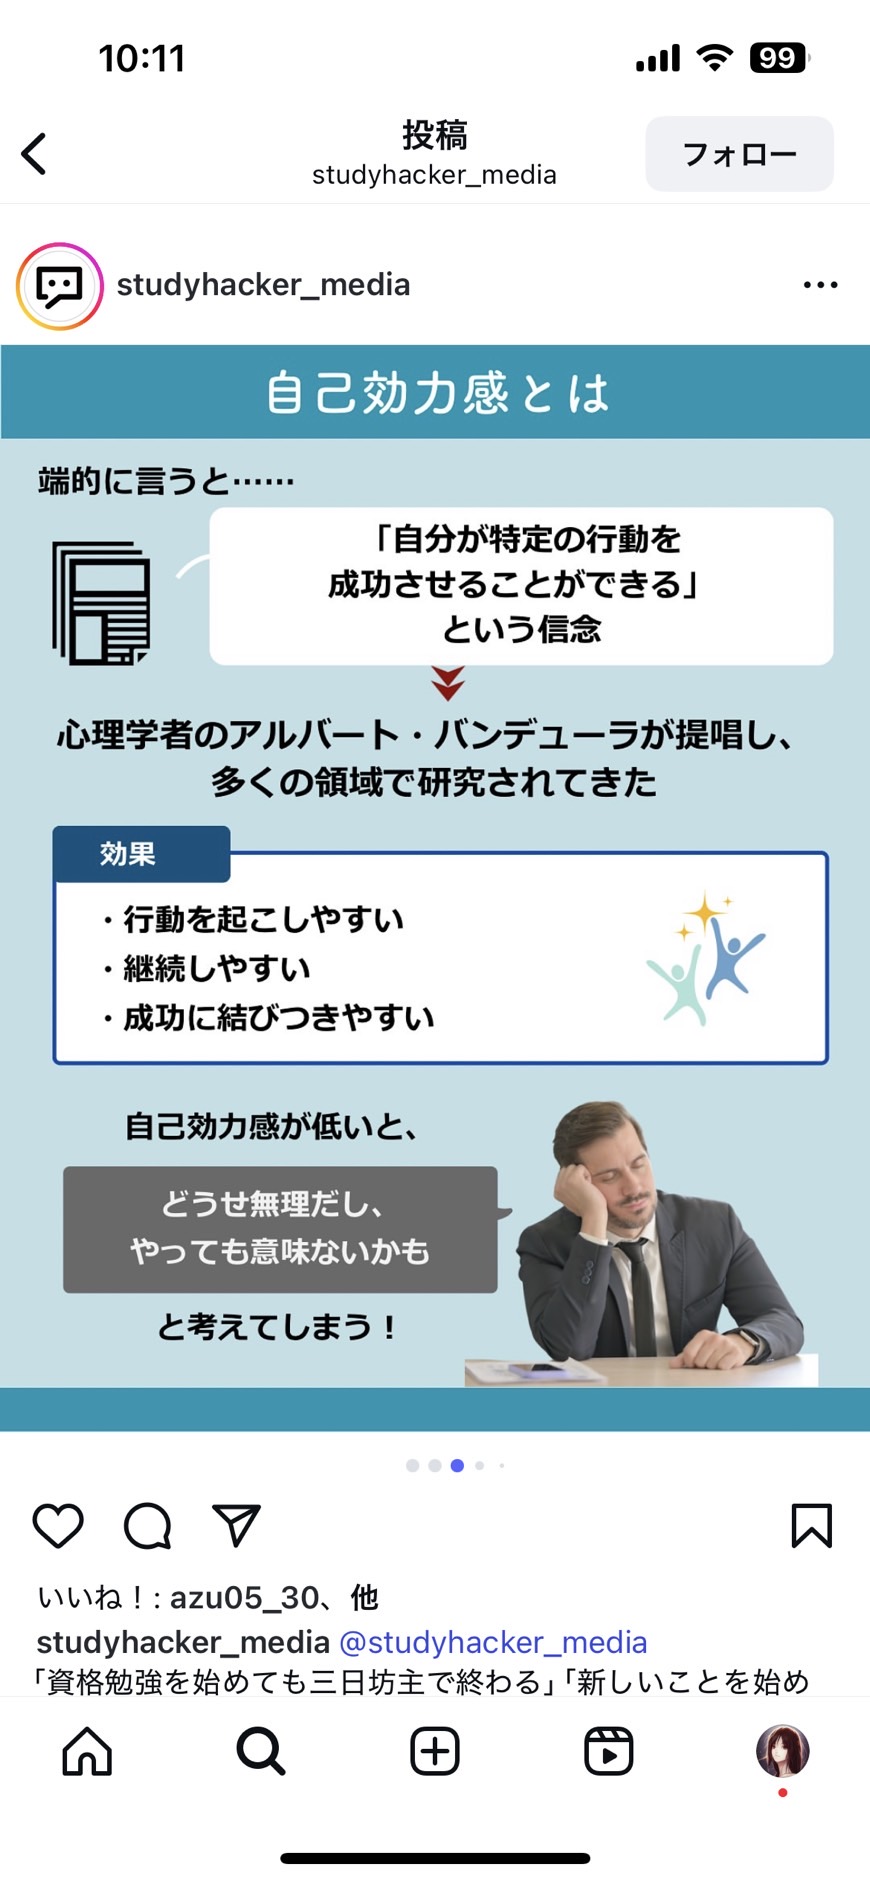 10:11
99
投稿
studyhacker_media
フォロー
studyhacker_media
自己効力感とは
端的に言うと……
「自分が特定の行動を
成功させることができる」
という信念
心理学者のアルバート・バンデューラが提唱し、
多くの領域で研究されてきた
効果
・行動を起こしやすい
・継続しやすい
・成功に結びつきやすい
自己効力感が低いと、
どうせ無理だし、
やっても意味ないかも
と考えてしまう！
いいね！: azu05_30、他
studyhacker_media @studyhacker_media
「資格勉強を始めても三日坊主で終わる」「新しいことを始め